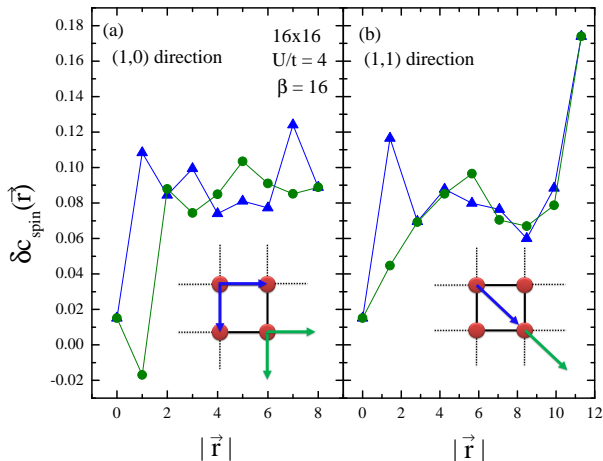 (a)
(1,0) direction
16x16
U/t = 4
β = 16
(b)
(1,1) direction
δc_spin(r⃗)
0.18
0.16
0.14
0.12
0.10
0.08
0.06
0.04
0.02
0.00
-0.02
0 2 4 6 8
0 2 4 6 8 10 12
| r⃗ |
| r⃗ |